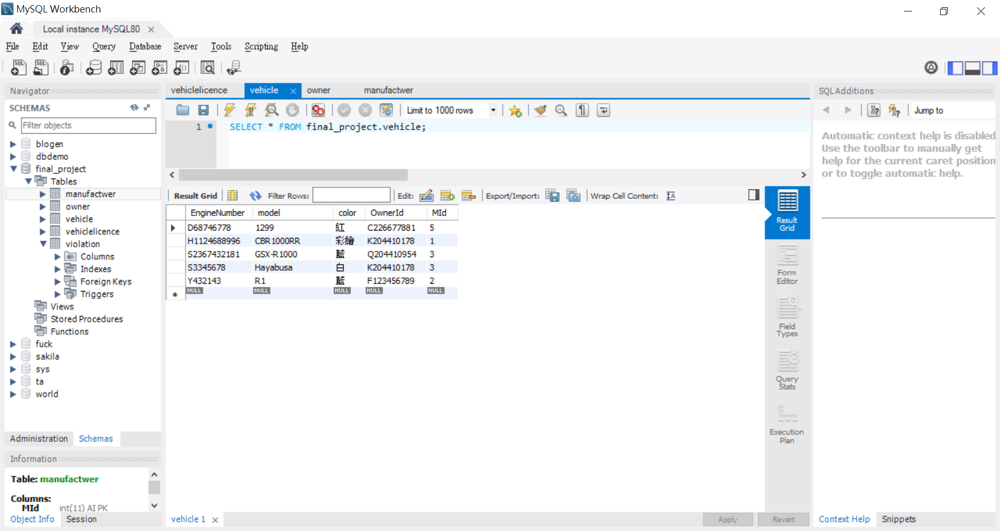 MySQL Workbench
Local instance MySQL80
File Edit View Query Database Server Tools Scripting Help
Navigator
SCHEMAS
Filter objects
blogen
dbdemo
final_project
Tables
manufactwer
owner
vehicle
vehiclelicence
violation
Columns
Indexes
Foreign Keys
Triggers
Views
Stored Procedures
Functions
fuck
sakila
sys
ta
world
Administration Schemas
Information
Table: manufactwer
Columns:
MId int(11) AI PK
Object Info Session
vehiclelicence vehicle owner manufactwer
Limit to 1000 rows
1 SELECT * FROM final_project.vehicle;
Result Grid Filter Rows: Edit: Export/Import: Wrap Cell Content:
EngineNumber model color OwnerId MId
D68746778 1299 紅 C226677881 5
H1124688996 CBR1000RR 彩繪 K204410178 1
S2367432181 GSX-R1000 藍 Q204410954 3
S3345678 Hayabusa 白 K204410178 3
Y432143 R1 藍 F123456789 2
NULL NULL NULL NULL NULL
Result
Grid
Form
Editor
Field
Types
Query
Stats
Execution
Plan
vehicle 1
Apply Revert
SQLAdditions
Jump to
Automatic context help is disabled
Use the toolbar to manually get
help for the current caret position
or to toggle automatic help.
Context Help Snippets